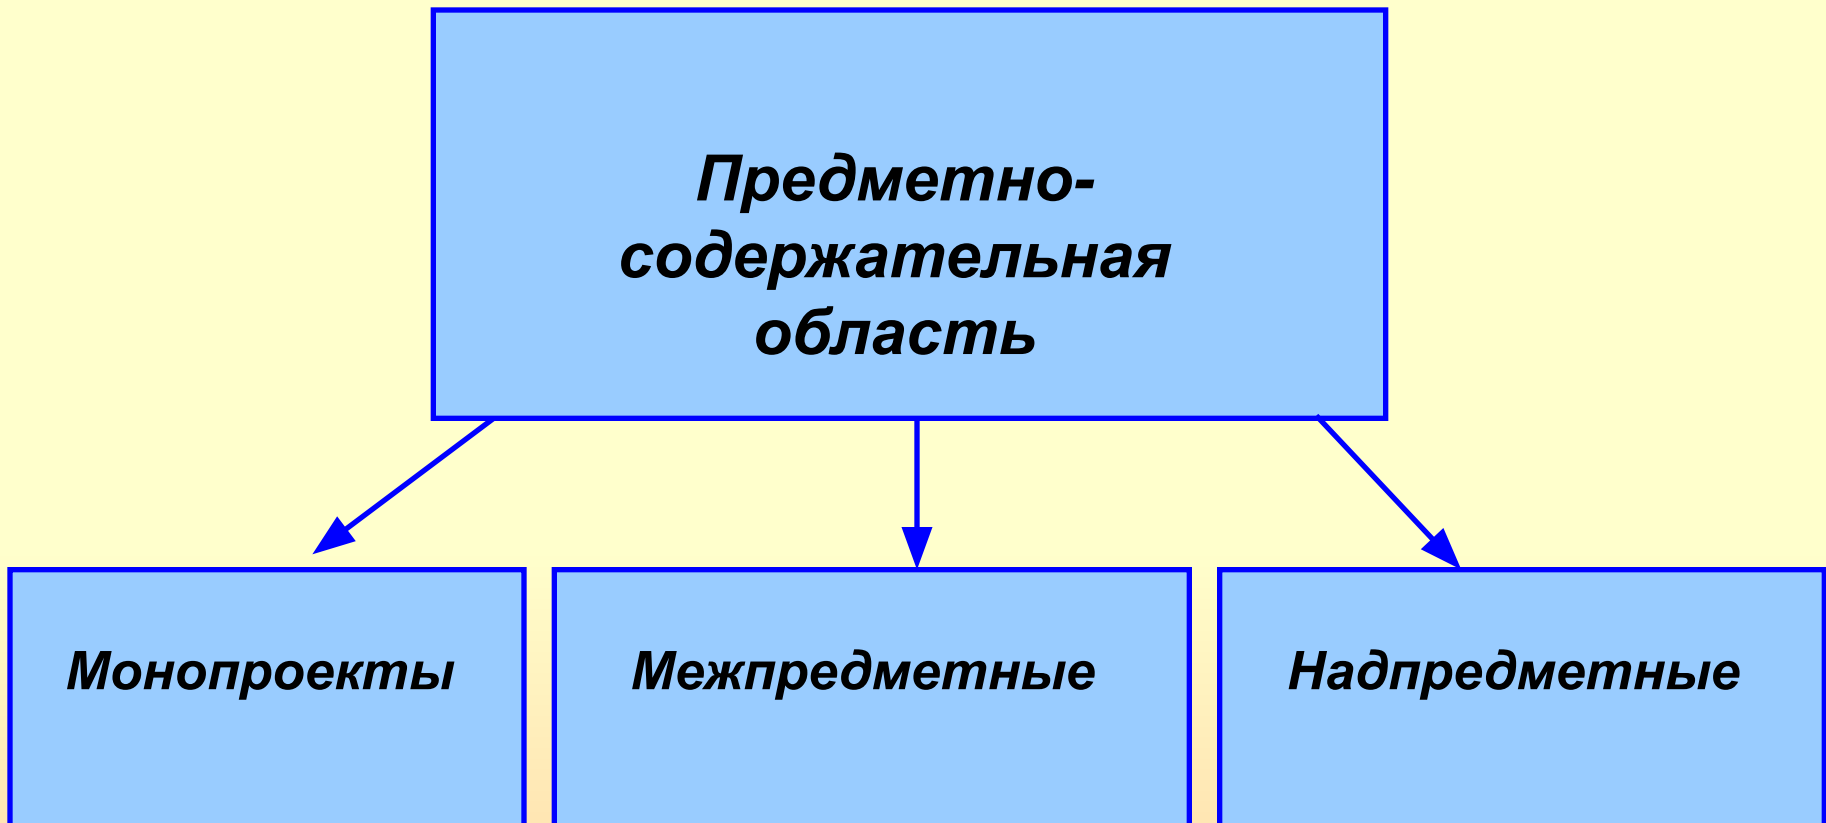 Предметно-
содержательная
область
Монопроекты
Межпредметные
Надпредметные